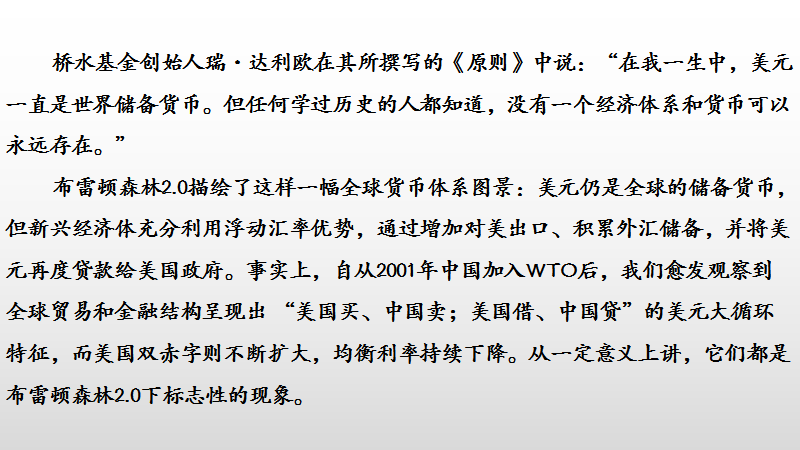 桥水基金创始人瑞·达利欧在其所撰写的《原则》中说：“在我一生中，美元
一直是世界储备货币。但任何学过历史的人都知道，没有一个经济体系和货币可以
永远存在。”
布雷顿森林2.0描绘了这样一幅全球货币体系图景：美元仍是全球的储备货币，
但新兴经济体充分利用浮动汇率优势，通过增加对美出口、积累外汇储备，并将美
元再度贷款给美国政府。事实上，自从2001年中国加入WTO后，我们愈发观察到
全球贸易和金融结构呈现出 “美国买、中国卖；美国借、中国贷”的美元大循环
特征，而美国双赤字则不断扩大，均衡利率持续下降。从一定意义上讲，它们都是
布雷顿森林2.0下标志性的现象。